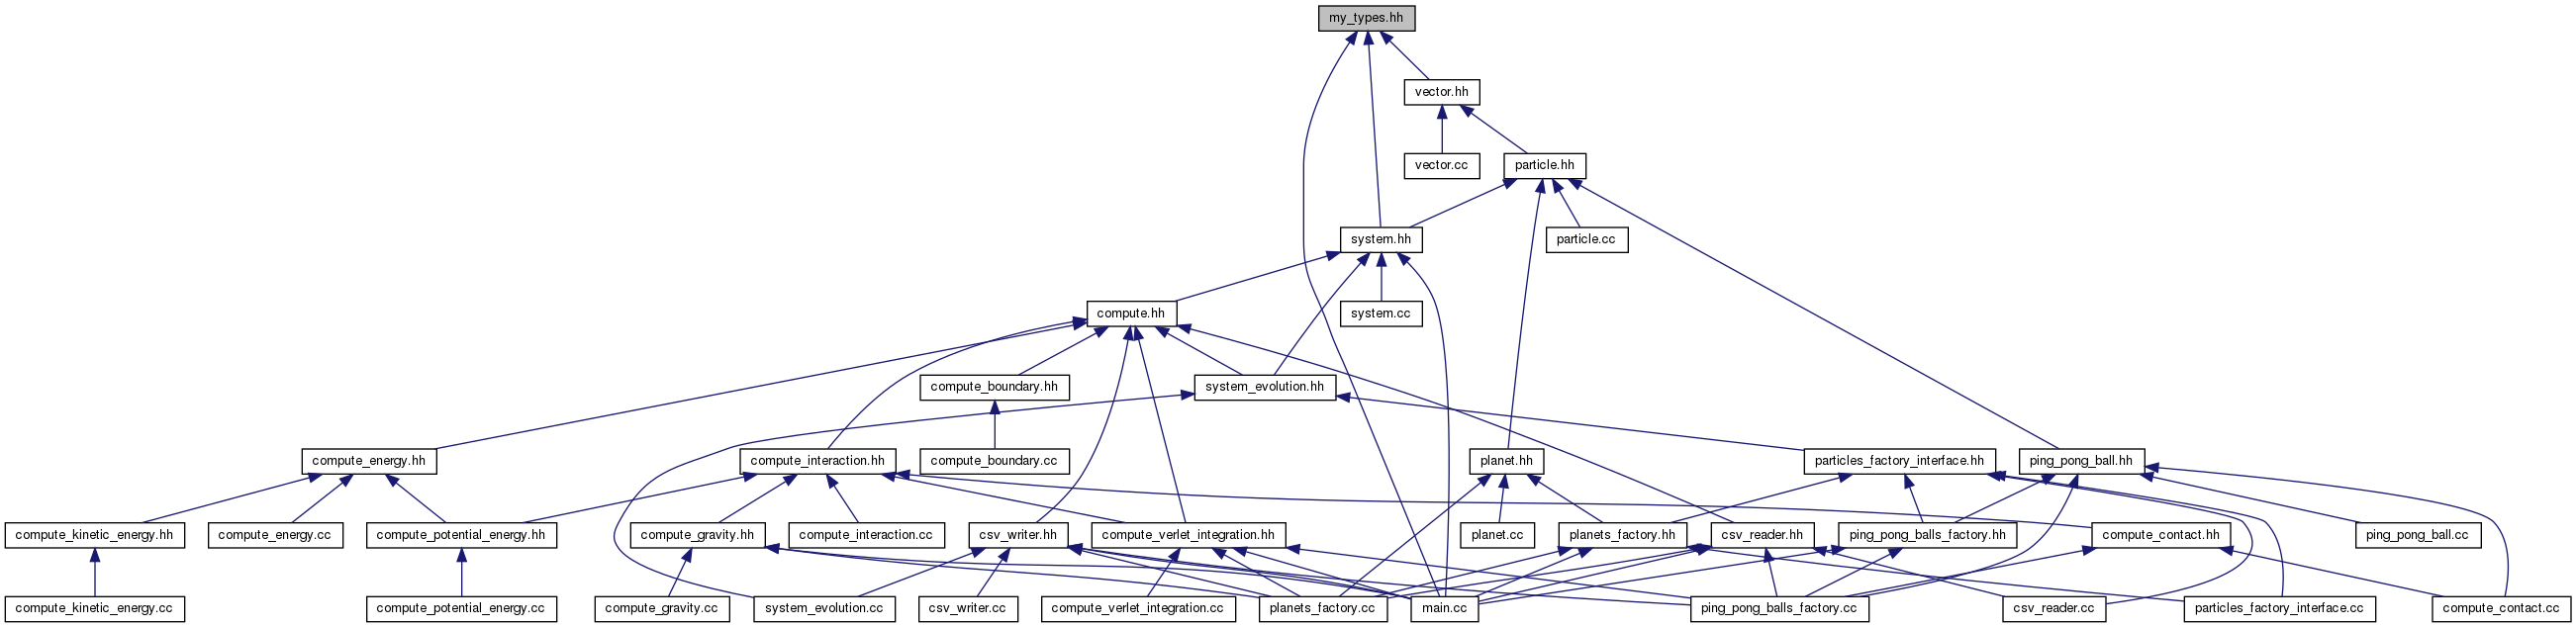 my_types.hh
vector.hh
vector.cc
particle.hh
system.hh
particle.cc
compute.hh
system.cc
compute_boundary.hh
system_evolution.hh
compute_energy.hh
compute_interaction.hh
compute_boundary.cc
planet.hh
particles_factory_interface.hh
ping_pong_ball.hh
compute_kinetic_energy.hh
compute_energy.cc
compute_potential_energy.hh
compute_gravity.hh
compute_interaction.cc
csv_writer.hh
compute_verlet_integration.hh
planet.cc
planets_factory.hh
csv_reader.hh
ping_pong_balls_factory.hh
compute_contact.hh
ping_pong_ball.cc
compute_kinetic_energy.cc
compute_potential_energy.cc
compute_gravity.cc
system_evolution.cc
csv_writer.cc
compute_verlet_integration.cc
planets_factory.cc
main.cc
ping_pong_balls_factory.cc
csv_reader.cc
particles_factory_interface.cc
compute_contact.cc